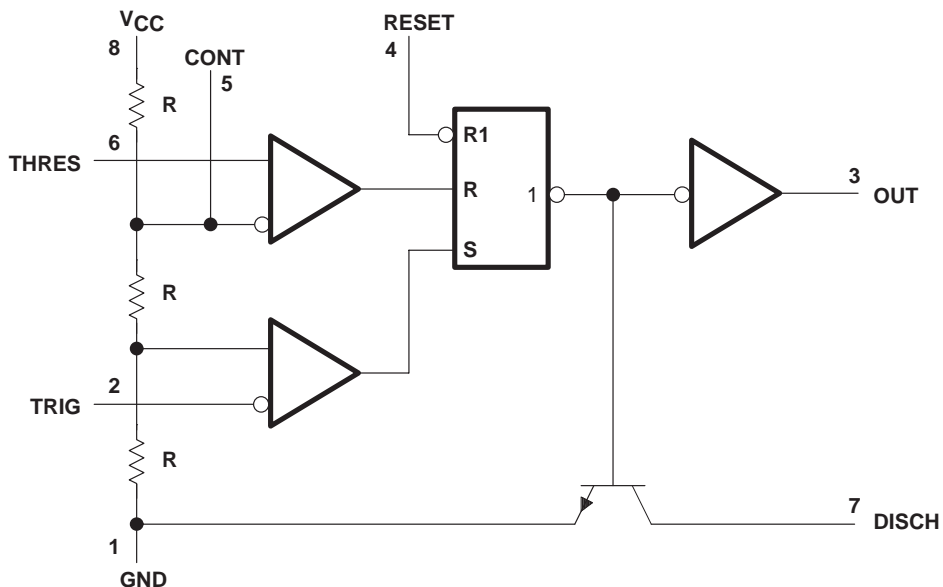 VCC
8
CONT
5
RESET
4
R
6
THRES
R1
R
1
3
OUT
S
R
2
TRIG
R
7
DISCH
1
GND